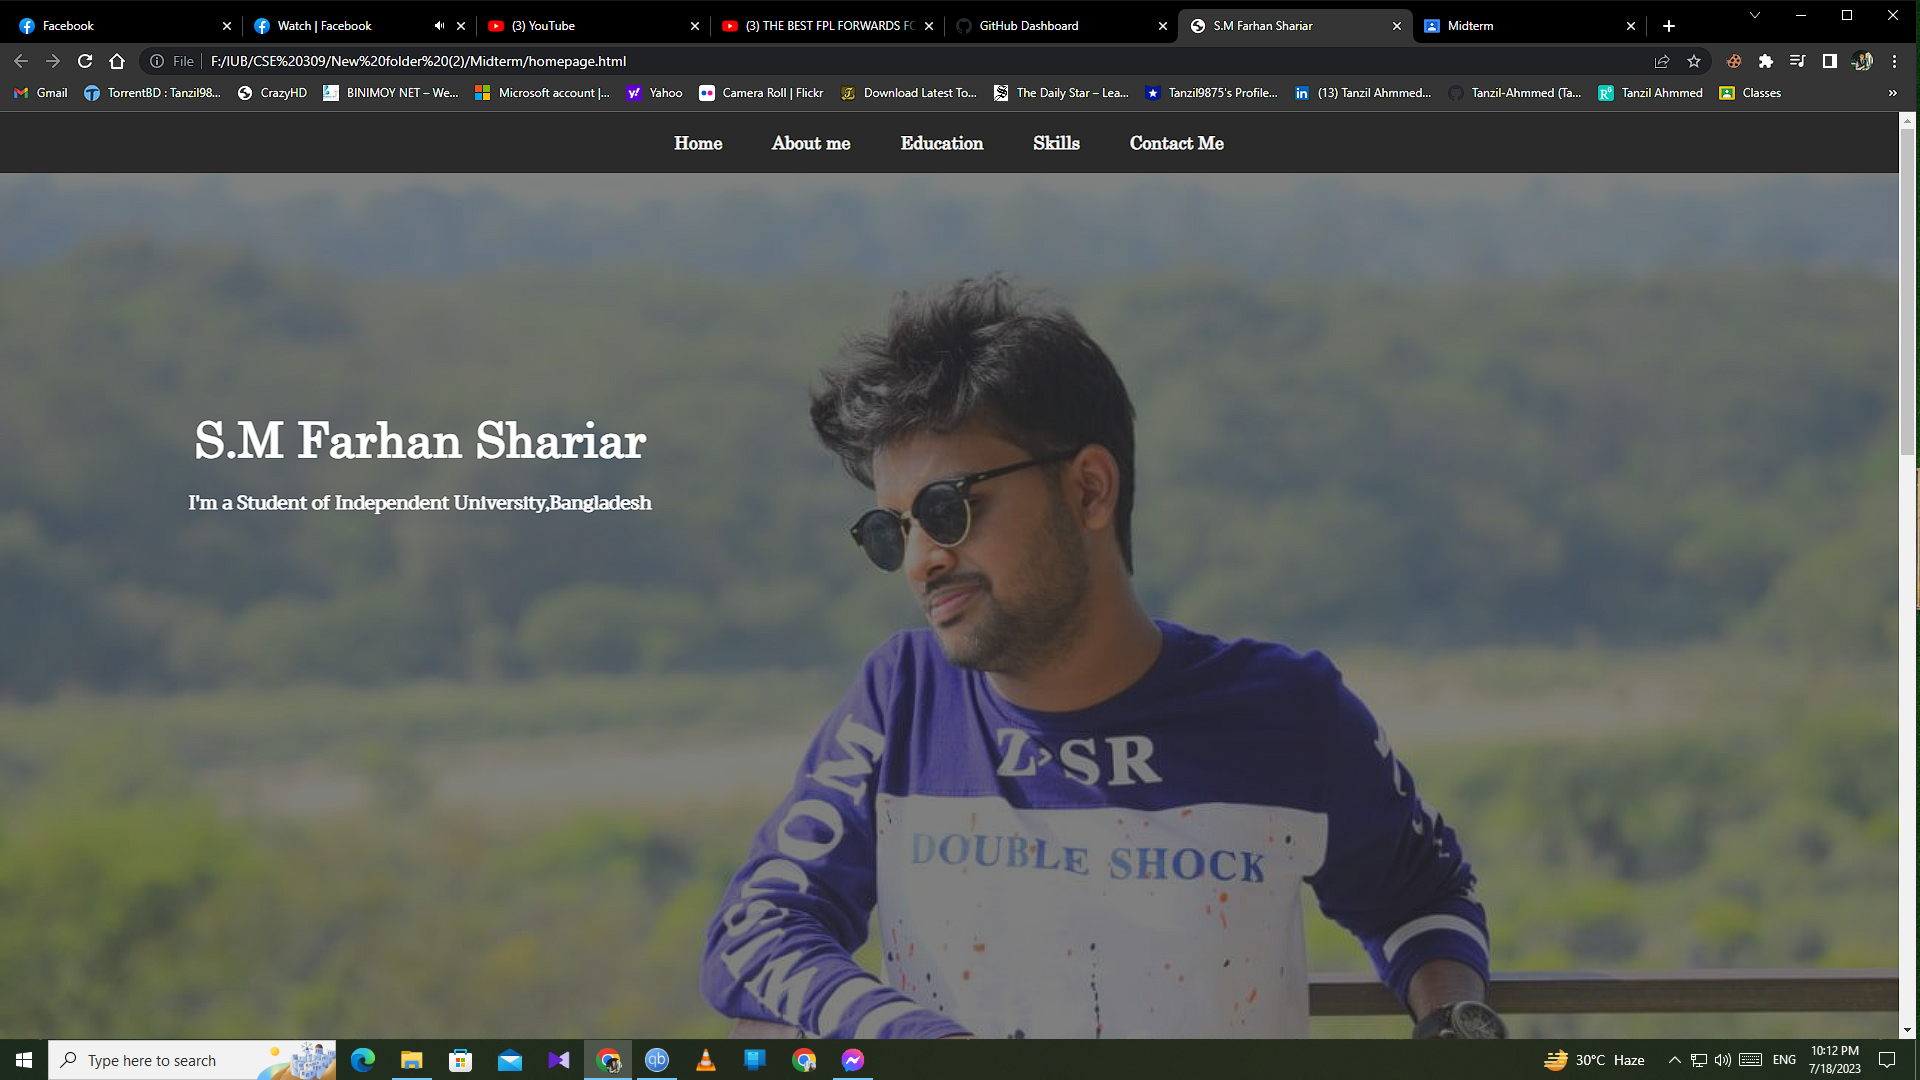 Facebook
Watch | Facebook
(3) YouTube
(3) THE BEST FPL FORWARDS FO
GitHub Dashboard
S.M Farhan Shariar
Midterm
File
F:/IUB/CSE%20309/New%20folder%20(2)/Midterm/homepage.html
Gmail
TorrentBD : Tanzil98...
CrazyHD
BINIMOY NET – We...
Microsoft account |...
Yahoo
Camera Roll | Flickr
Download Latest To...
The Daily Star – Lea...
Tanzil9875's Profile...
(13) Tanzil Ahmmed...
Tanzil-Ahmmed (Ta...
Tanzil Ahmmed
Classes
Home
About me
Education
Skills
Contact Me
S.M Farhan Shariar
I'm a Student of Independent University,Bangladesh
Z>SR
DOUBLE SHOCK
WISDOM
Type here to search
qb
30°C Haze
ENG
10:12 PM
7/18/2023